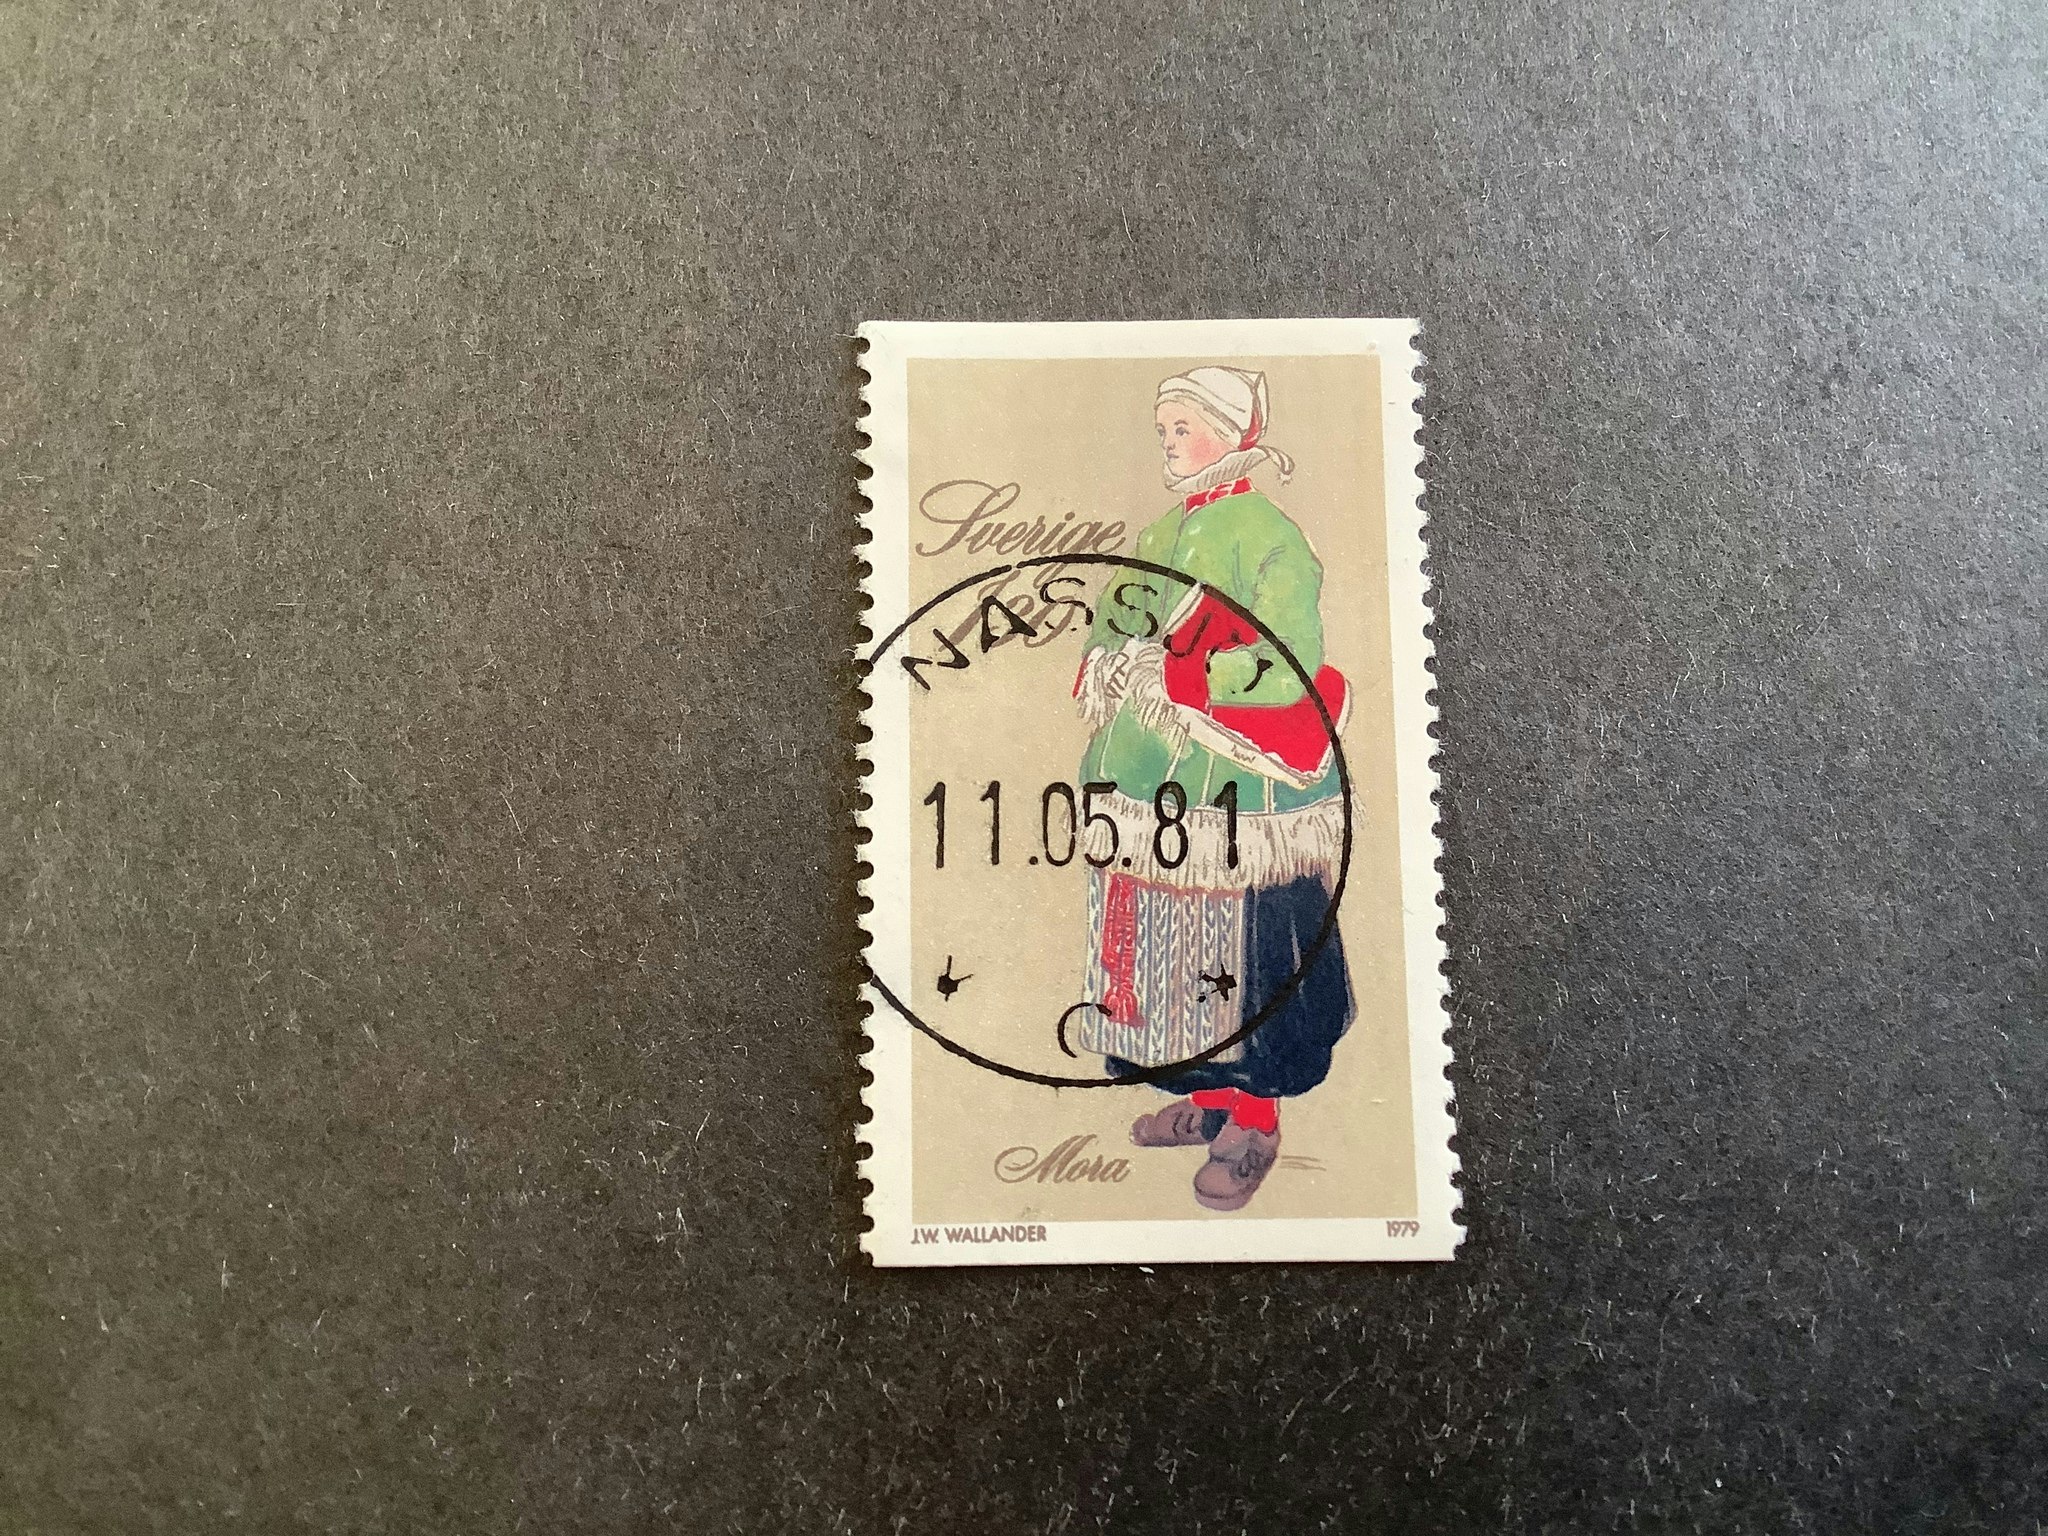 Sverige
NÄSSJÖ
11.05.81
C
Mora
J.W. WALLANDER
1979